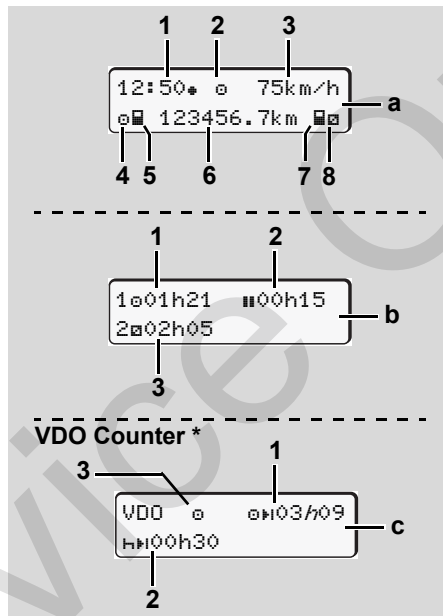 1 2 3
12:50● ⊙ 75km/h
a
⊙ 123456.7km
4 5 6 7 8
1 2
1⊙01h21 00h15
b
2⧄02h05
3
VDO Counter *
1
3
VDO ⊙ ⊙03h09
c
00h30
2